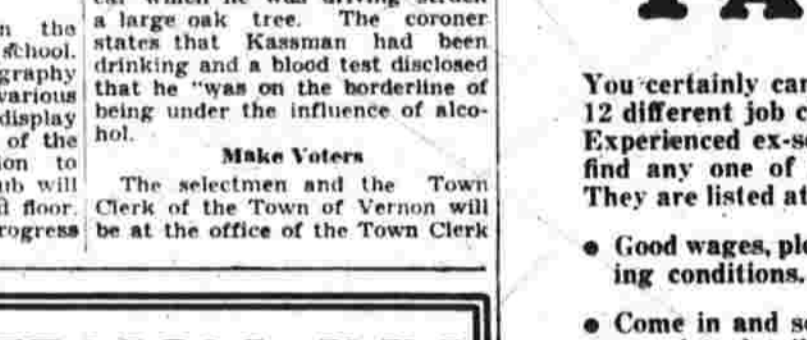 n the
school.
graphy
various
display
of the
ion to
ub will
d floor.
rogress
car which he was driving struck
a large oak tree. The coroner
states that Kassman had been
drinking and a blood test disclosed
that he "was on the borderline of
being under the influence of alco-
hol.
Make Voters
The selectmen and the Town
Clerk of the Town of Vernon will
be at the office of the Town Clerk
You certainly can
12 different job c
Experienced ex-se
find any one of
They are listed at
• Good wages, ple
ing conditions.
• Come in and se